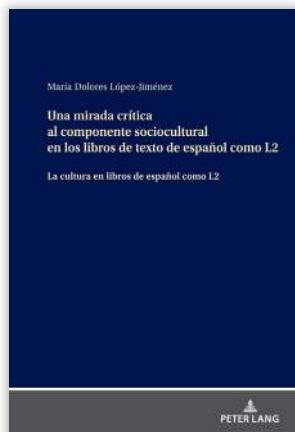 María Dolores López-Jiménez
Una mirada crítica
al componente sociocultural
en los libros de texto de español como L2
La cultura en libros de español como L2
PETER LANG